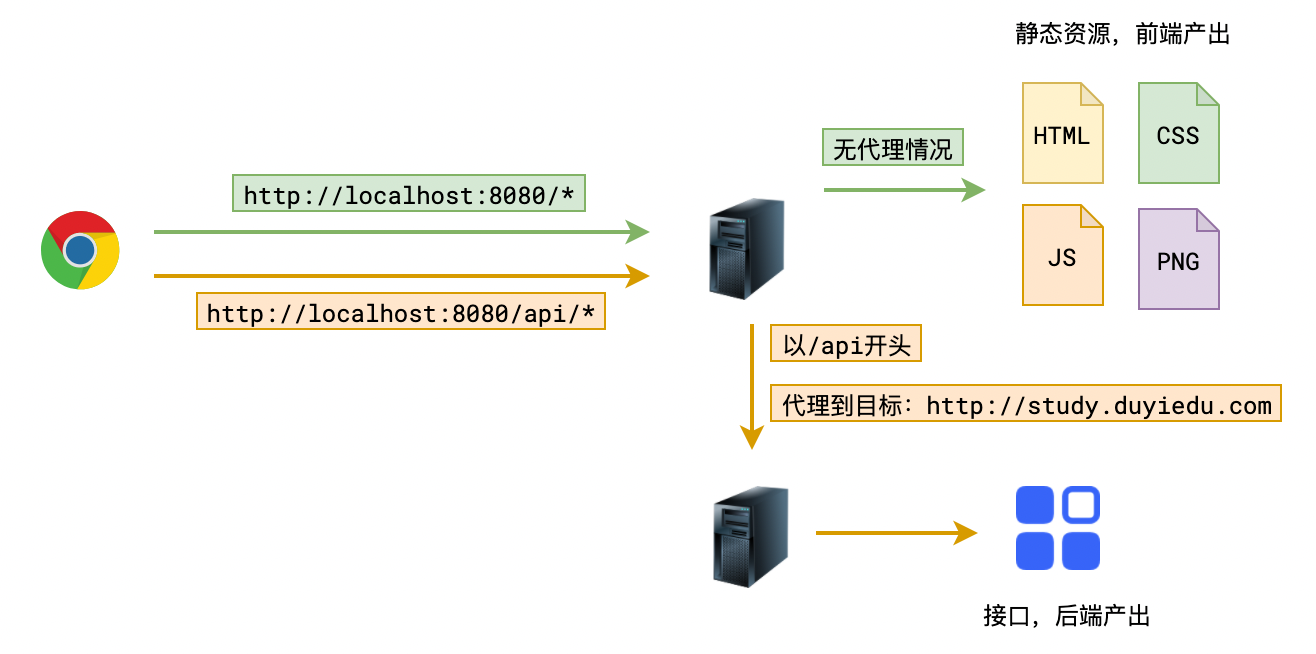 静态资源，前端产出
HTML
CSS
无代理情况
http://localhost:8080/*
JS
PNG
http://localhost:8080/api/*
以/api开头
代理到目标：http://study.duyiedu.com
接口，后端产出